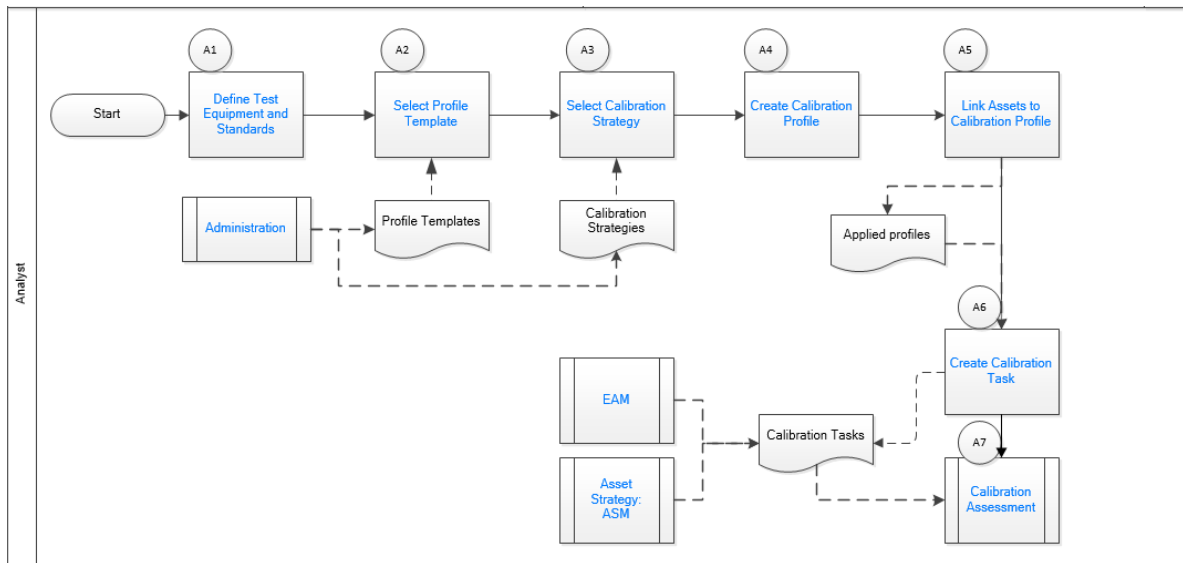 A1
A2
A3
A4
A5
Start
Define Test
Equipment and
Standards
Select Profile
Template
Select Calibration
Strategy
Create Calibration
Profile
Link Assets to
Calibration Profile
Administration
Profile Templates
Calibration
Strategies
Applied profiles
Analyst
A6
Create Calibration
Task
EAM
Calibration Tasks
A7
Asset
Strategy:
ASM
Calibration
Assessment